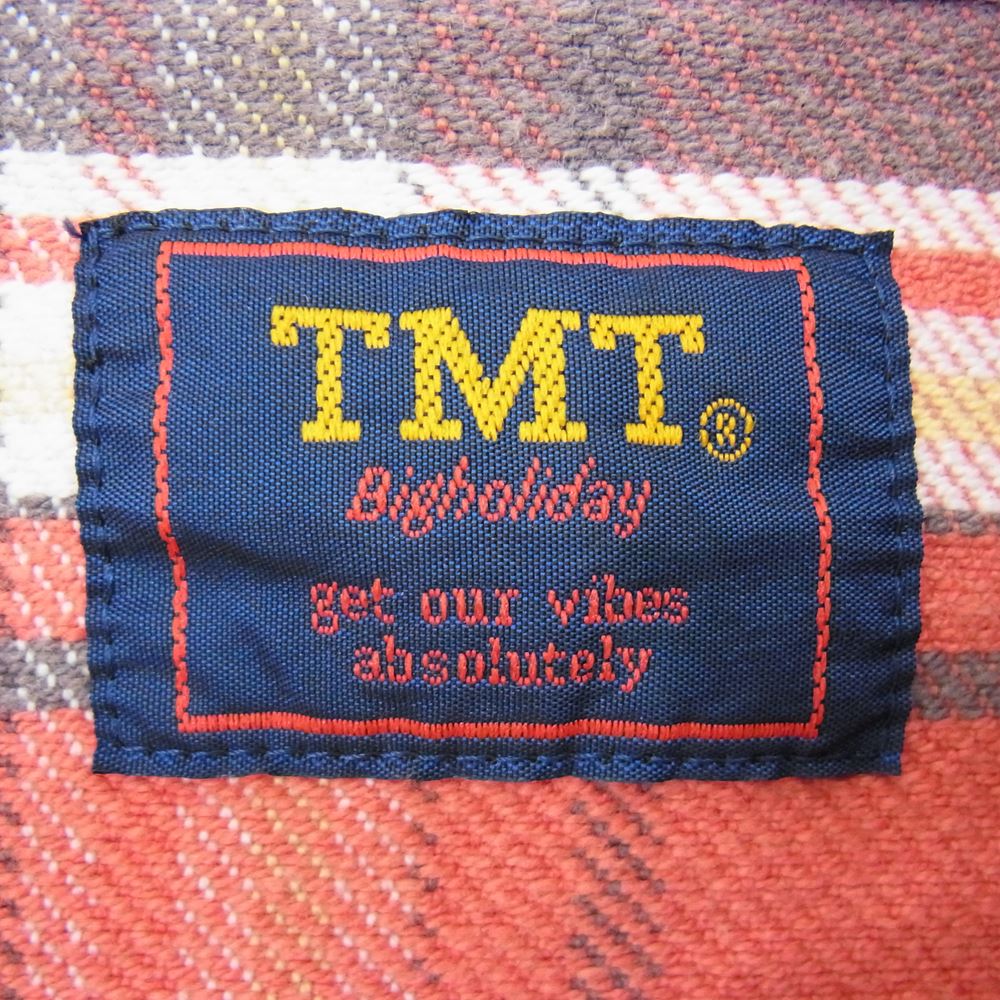 TMT®
Bigholiday
get our vibes
absolutely